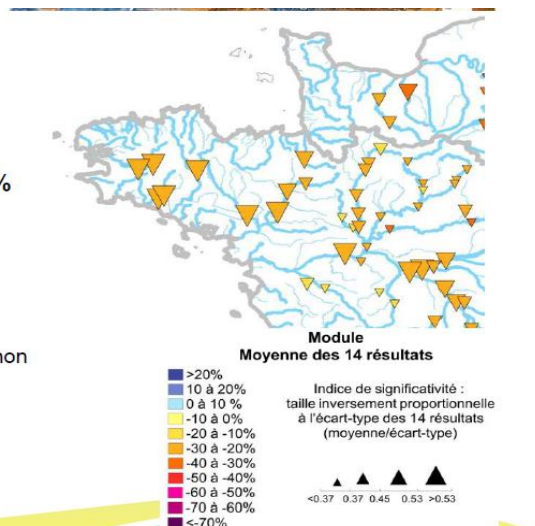 %
non
Module
Moyenne des 14 résultats
>20%
10 à 20%
0 à 10 %
-10 à 0%
-20 à -10%
-30 à -20%
-40 à -30%
-50 à -40%
-60 à -50%
-70 à -60%
<-70%
Indice de significativité :
taille inversement proportionnelle
à l'écart-type des 14 résultats
(moyenne/écart-type)
<0.37 0.37 0.45 0.53 >0.53